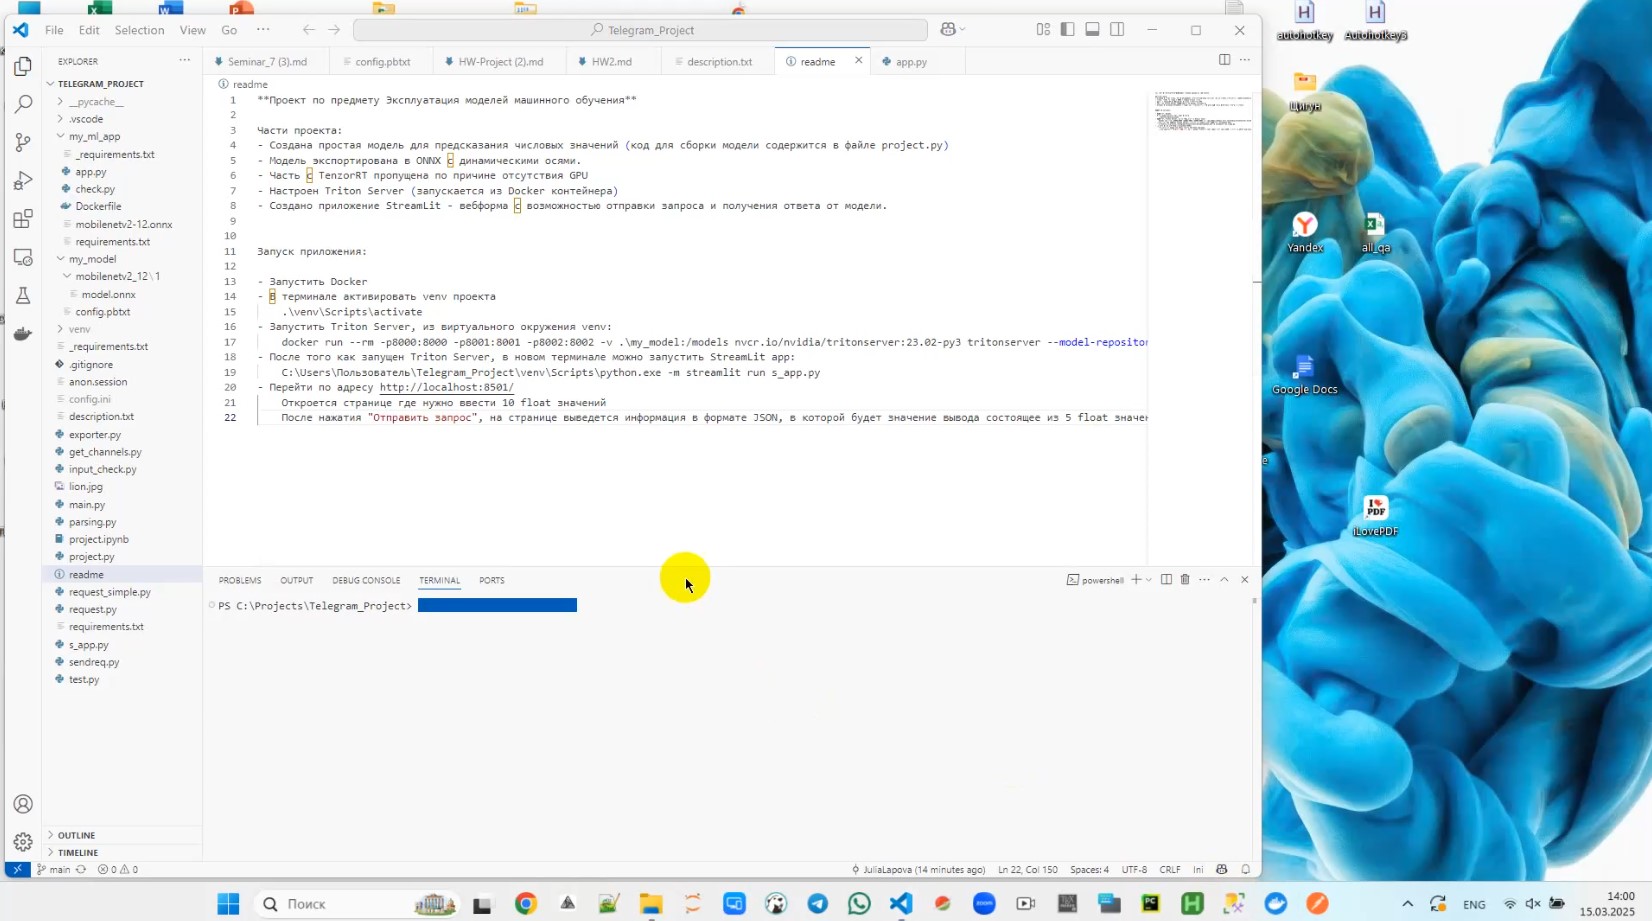 File Edit Selection View Go ··· Telegram_Project
EXPLORER
TELEGRAM_PROJECT
__pycache__
.vscode
my_ml_app
_requirements.txt
app.py
check.py
Dockerfile
mobilenetv2-12.onnx
requirements.txt
my_model
mobilenetv2_12\1
model.onnx
config.pbtxt
venv
_requirements.txt
.gitignore
anon.session
config.ini
description.txt
exporter.py
get_channels.py
input_check.py
lion.jpg
main.py
parsing.py
project.ipynb
project.py
readme
request_simple.py
request.py
requirements.txt
s_app.py
sendreq.py
test.py
OUTLINE
TIMELINE
Seminar_7 (3).md config.pbtxt HW-Project (2).md HW2.md description.txt readme app.py
readme
1 **Проект по предмету Эксплуатация моделей машинного обучения**
2
3 Части проекта:
4 - Создана простая модель для предсказания числовых значений (код для сборки модели содержится в файле project.py)
5 - Модель экспортирована в ONNX с динамическими осями.
6 - Часть с TenzorRT пропущена по причине отсутствия GPU
7 - Настроен Triton Server (запускается из Docker контейнера)
8 - Создано приложение StreamLit - вебформа с возможностью отправки запроса и получения ответа от модели.
9
10
11 Запуск приложения:
12
13 - Запустить Docker
14 - В терминале активировать venv проекта
15 .\venv\Scripts\activate
16 - Запустить Triton Server, из виртуального окружения venv:
17 docker run --rm -p8000:8000 -p8001:8001 -p8002:8002 -v .\my_model:/models nvcr.io/nvidia/tritonserver:23.02-py3 tritonserver --model-repositor
18 - После того как запущен Triton Server, в новом терминале можно запустить StreamLit app:
19 C:\Users\Пользователь\Telegram_Project\venv\Scripts\python.exe -m streamlit run s_app.py
20 - Перейти по адресу http://localhost:8501/
21 Откроется странице где нужно ввести 10 float значений
22 После нажатия "Отправить запрос", на странице выведется информация в формате JSON, в которой будет значение вывода состоящее из 5 float значен
PROBLEMS OUTPUT DEBUG CONSOLE TERMINAL PORTS powershell
PS C:\Projects\Telegram_Project>
main 0 0 JuliaLapova (14 minutes ago) Ln 22, Col 150 Spaces: 4 UTF-8 CRLF Ini
autohotkey Autohotkey3
Цигун
Yandex all_qa
Google Docs
I PDF
iLovePDF
Поиск
ENG
14:00
15.03.2025